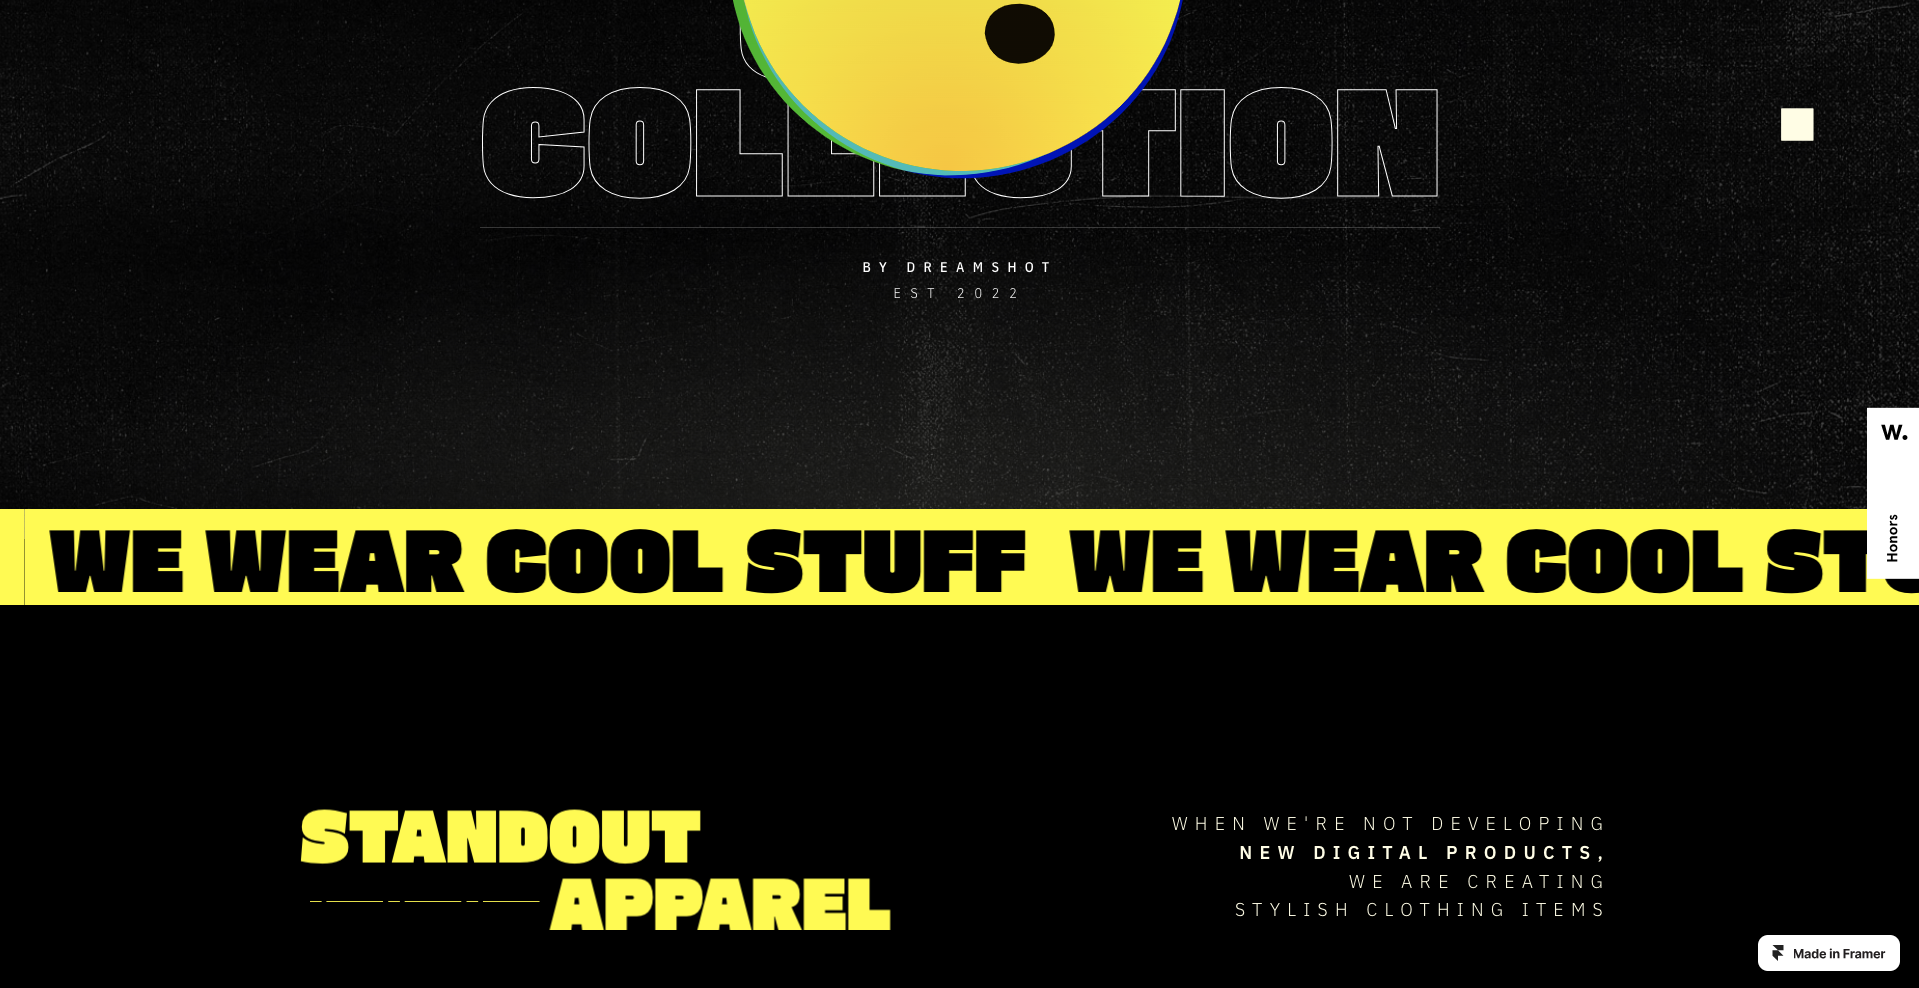 COLLECTION
BY DREAMSHOT
EST 2022
W.
Honors
WE WEAR COOL STUFF WE WEAR COOL
STANDOUT
APPAREL
WHEN WE'RE NOT DEVELOPING
NEW DIGITAL PRODUCTS,
WE ARE CREATING
STYLISH CLOTHING ITEMS
Made in Framer